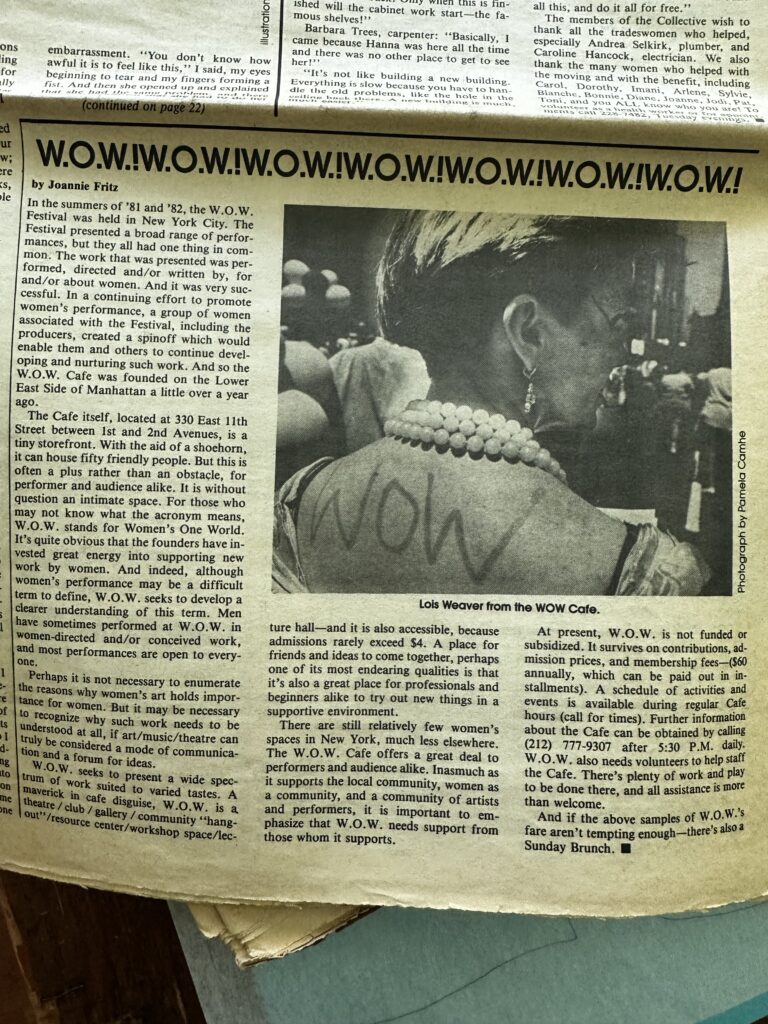 ished will the cabinet work start—the fa-
mous shelves!"
Barbara Trees, carpenter: "Basically, I
came because Hanna was here all the time
and there was no other place to get to see
her!"
"It's not like building a new building.
Everything is slow because you have to han-
dle the old problems, like the hole in the
all this, and do it all for free."
The members of the Collective wish to
thank all the tradeswomen who helped,
especially Andrea Selkirk, plumber, and
Caroline Hancock, electrician. We also
thank the many women who helped with
the moving and with the benefit, including
Carol, Dorothy, Imani, Arlene, Sylvie,
Blanche, Bonnie, Diane, Joanne, Jodi, Pat,
Toni, and you ALL know who you are! To
embarrassment. "You don't know how
awful it is to feel like this," I said, my eyes
beginning to tear and my fingers forming a
fist. And then she opened up and explained
(continued on page 22)
W.O.W.!W.O.W.!W.O.W.!W.O.W.!W.O.W.!W.O.W.!W.O.W.!
by Joannie Fritz
In the summers of '81 and '82, the W.O.W.
Festival was held in New York City. The
Festival presented a broad range of perfor-
mances, but they all had one thing in com-
mon. The work that was presented was per-
formed, directed and/or written by, for
and/or about women. And it was very suc-
cessful. In a continuing effort to promote
women's performance, a group of women
associated with the Festival, including the
producers, created a spinoff which would
enable them and others to continue devel-
oping and nurturing such work. And so the
W.O.W. Cafe was founded on the Lower
East Side of Manhattan a little over a year
ago.
The Cafe itself, located at 330 East 11th
Street between 1st and 2nd Avenues, is a
tiny storefront. With the aid of a shoehorn,
it can house fifty friendly people. But this is
often a plus rather than an obstacle, for
performer and audience alike. It is without
question an intimate space. For those who
may not know what the acronym means,
W.O.W. stands for Women's One World.
It's quite obvious that the founders have in-
vested great energy into supporting new
work by women. And indeed, although
women's performance may be a difficult
term to define, W.O.W. seeks to develop a
clearer understanding of this term. Men
have sometimes performed at W.O.W. in
women-directed and/or conceived work,
and most performances are open to every-
one.
Perhaps it is not necessary to enumerate
the reasons why women's art holds impor-
tance for women. But it may be necessary
to recognize why such work needs to be
understood at all, if art/music/theatre can
truly be considered a mode of communica-
tion and a forum for ideas.
W.O.W. seeks to present a wide spec-
trum of work suited to varied tastes. A
maverick in cafe disguise, W.O.W. is a
theatre/club/gallery/community "hang-
out"/resource center/workshop space/lec-
WOW
Photograph by Pamela Camhe
Lois Weaver from the WOW Cafe.
ture hall—and it is also accessible, because
admissions rarely exceed $4. A place for
friends and ideas to come together, perhaps
one of its most endearing qualities is that
it's also a great place for professionals and
beginners alike to try out new things in a
supportive environment.
There are still relatively few women's
spaces in New York, much less elsewhere.
The W.O.W. Cafe offers a great deal to
performers and audience alike. Inasmuch as
it supports the local community, women as
a community, and a community of artists
and performers, it is important to em-
phasize that W.O.W. needs support from
those whom it supports.
At present, W.O.W. is not funded or
subsidized. It survives on contributions, ad-
mission prices, and membership fees—($60
annually, which can be paid out in in-
stallments). A schedule of activities and
events is available during regular Cafe
hours (call for times). Further information
about the Cafe can be obtained by calling
(212) 777-9307 after 5:30 P.M. daily.
W.O.W. also needs volunteers to help staff
the Cafe. There's plenty of work and play
to be done there, and all assistance is more
than welcome.
And if the above samples of W.O.W.'s
fare aren't tempting enough—there's also a
Sunday Brunch. ■